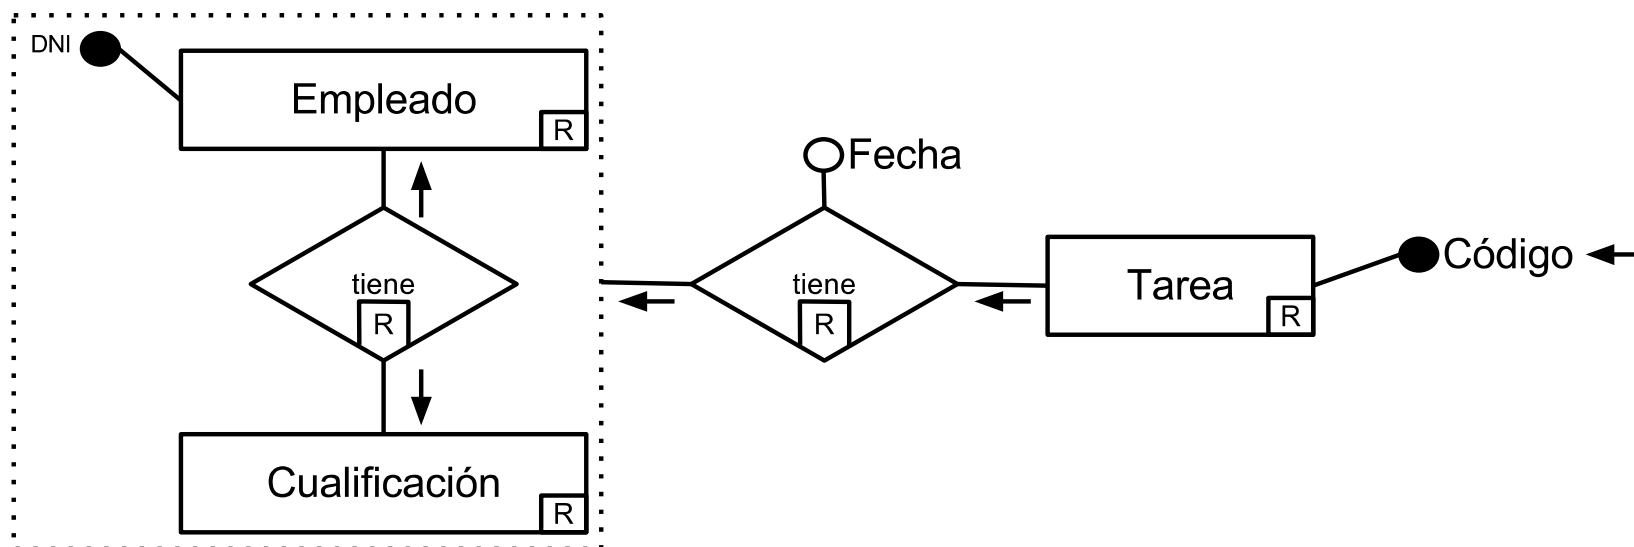 DNI
Empleado
R
tiene
R
Cualificación
R
Fecha
tiene
R
Tarea
R
Código